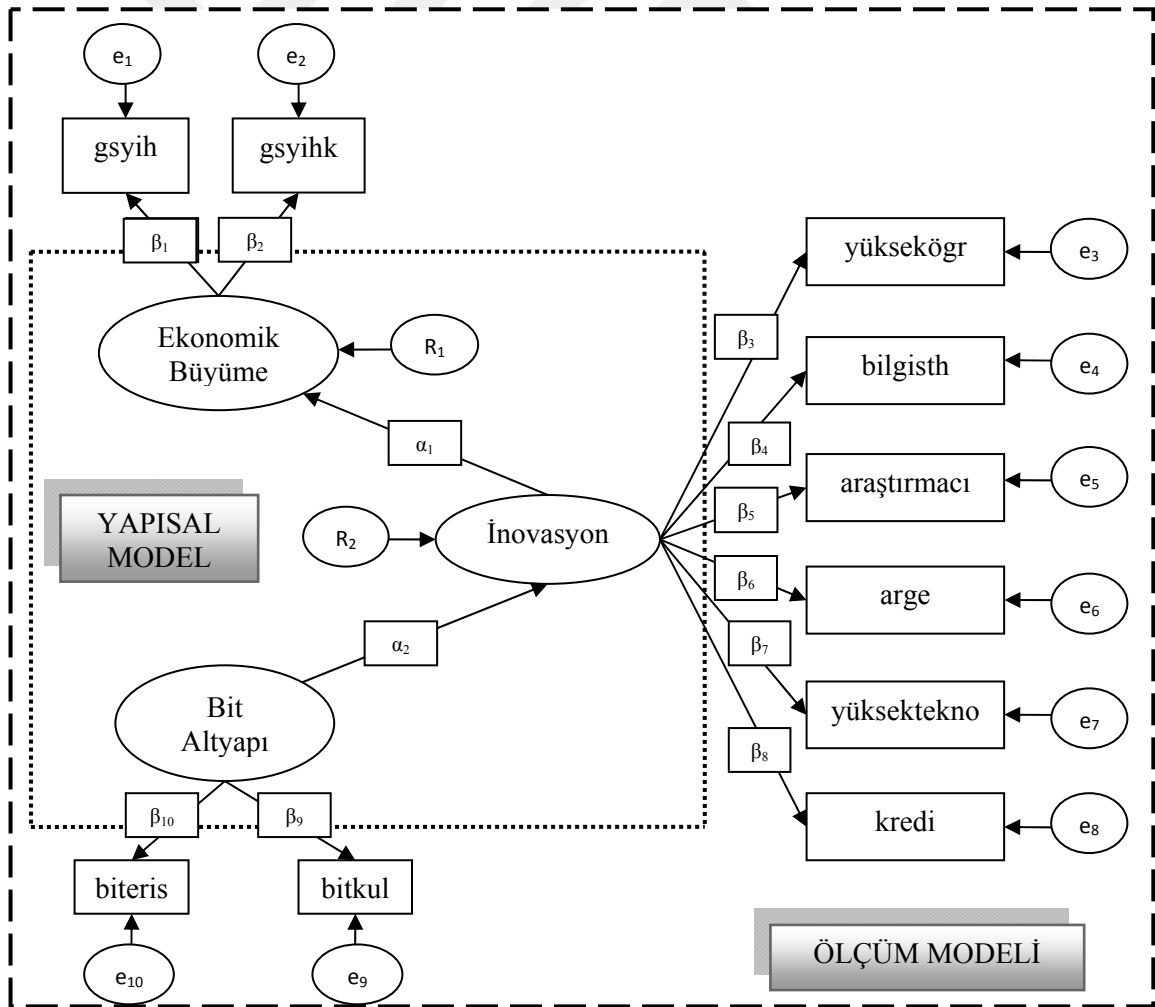 e₁
e₂
gsyih
gsyihk
β₁
β₂
yüksekögr
e₃
Ekonomik
Büyüme
R₁
β₃
bilgisth
e₄
α₁
β₄
araştırmacı
e₅
YAPISAL
MODEL
R₂
İnovasyon
β₅
β₆
arge
e₆
α₂
β₇
Bit
Altyapı
yüksektekno
e₇
β₈
β₁₀
β₉
kredi
e₈
biteris
bitkul
ÖLÇÜM MODELİ
e₁₀
e₉